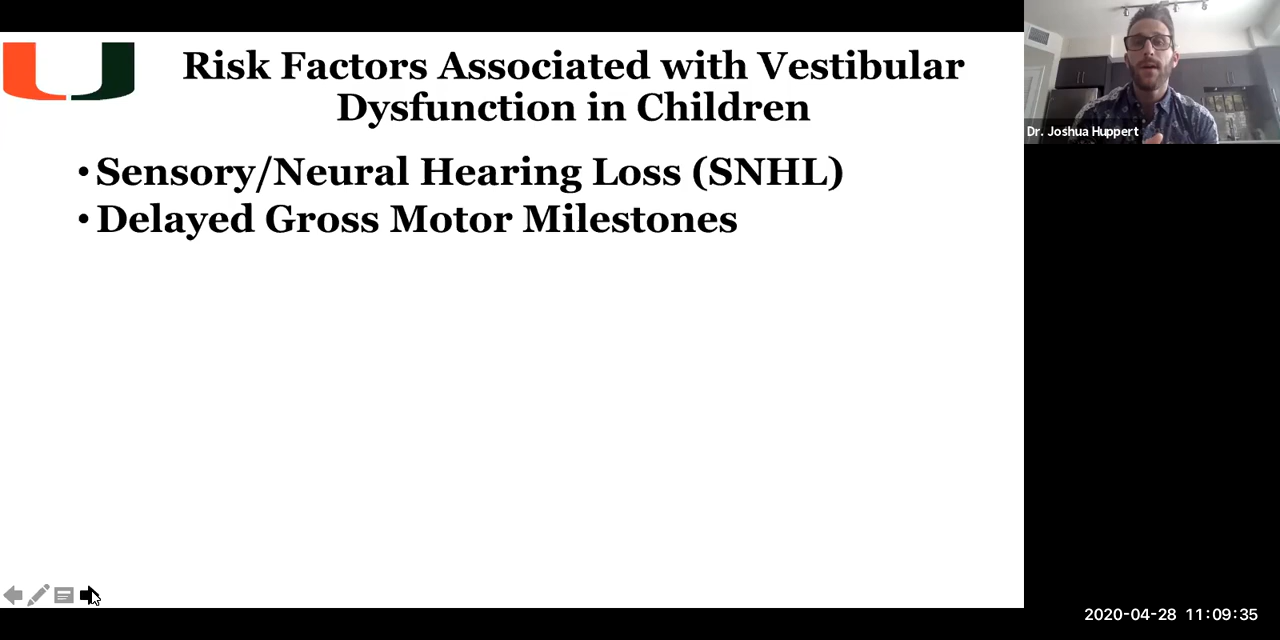 Risk Factors Associated with Vestibular
Dysfunction in Children
• Sensory/Neural Hearing Loss (SNHL)
• Delayed Gross Motor Milestones
Dr. Joshua Huppert
2020-04-28 11:09:35